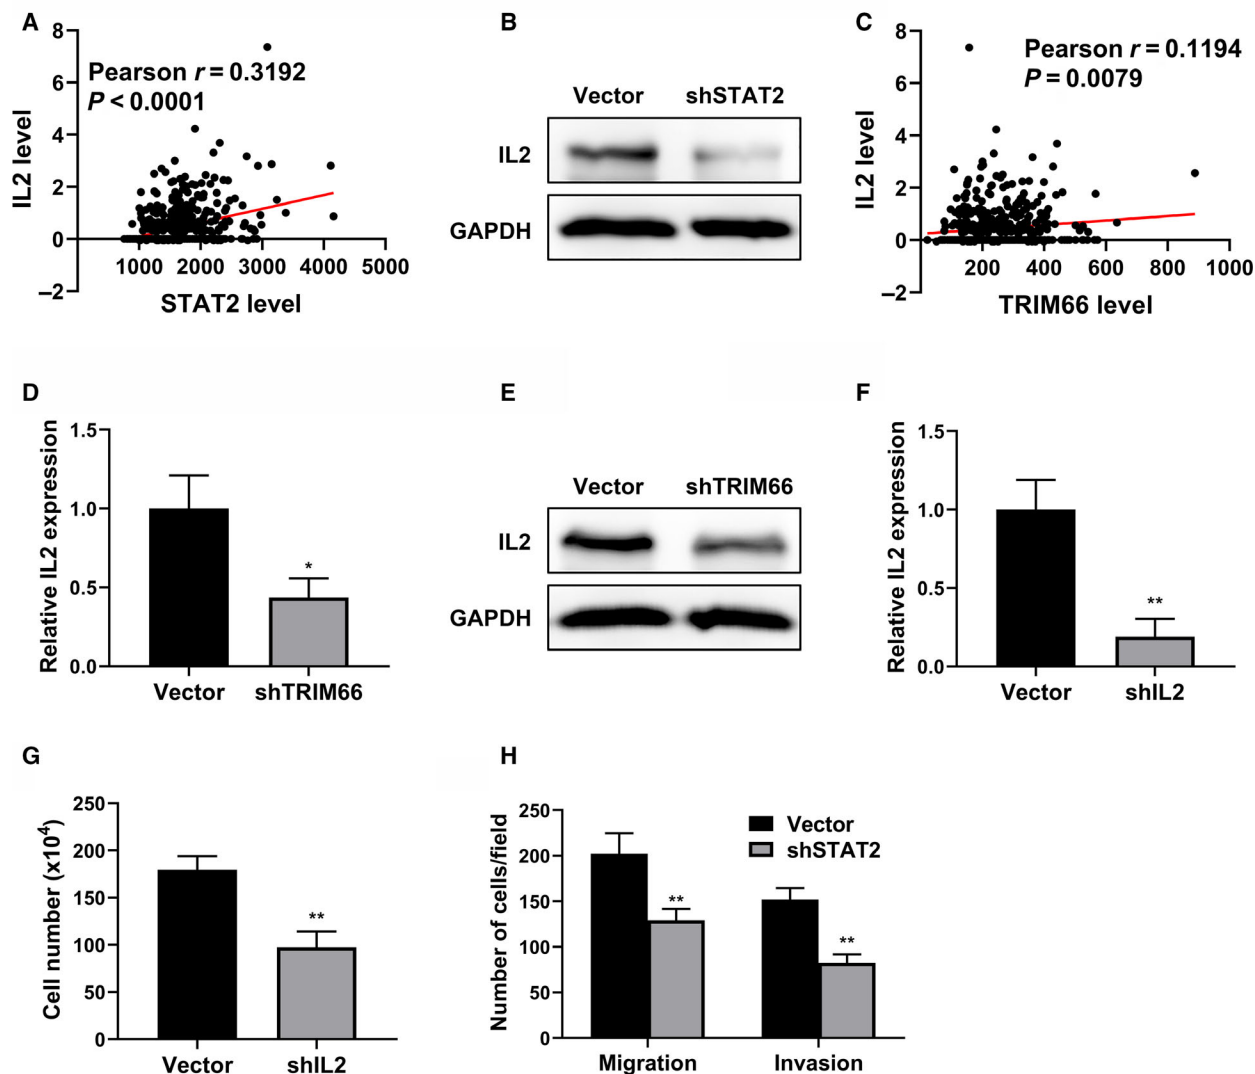 A
IL2 level
8
6
4
2
0
−2
Pearson r = 0.3192
P < 0.0001
1000 2000 3000 4000 5000
STAT2 level
B
Vector shSTAT2
IL2
GAPDH
C
IL2 level
8
6
4
2
0
−2
Pearson r = 0.1194
P = 0.0079
200 400 600 800 1000
TRIM66 level
D
Relative IL2 expression
1.5
1.0
0.5
0.0
*
Vector shTRIM66
E
Vector shTRIM66
IL2
GAPDH
F
Relative IL2 expression
1.5
1.0
0.5
0.0
**
Vector shIL2
G
Cell number (x10⁴)
250
200
150
100
50
0
**
Vector shIL2
H
Number of cells/field
250
200
150
100
50
0
Vector
shSTAT2
**
**
Migration Invasion